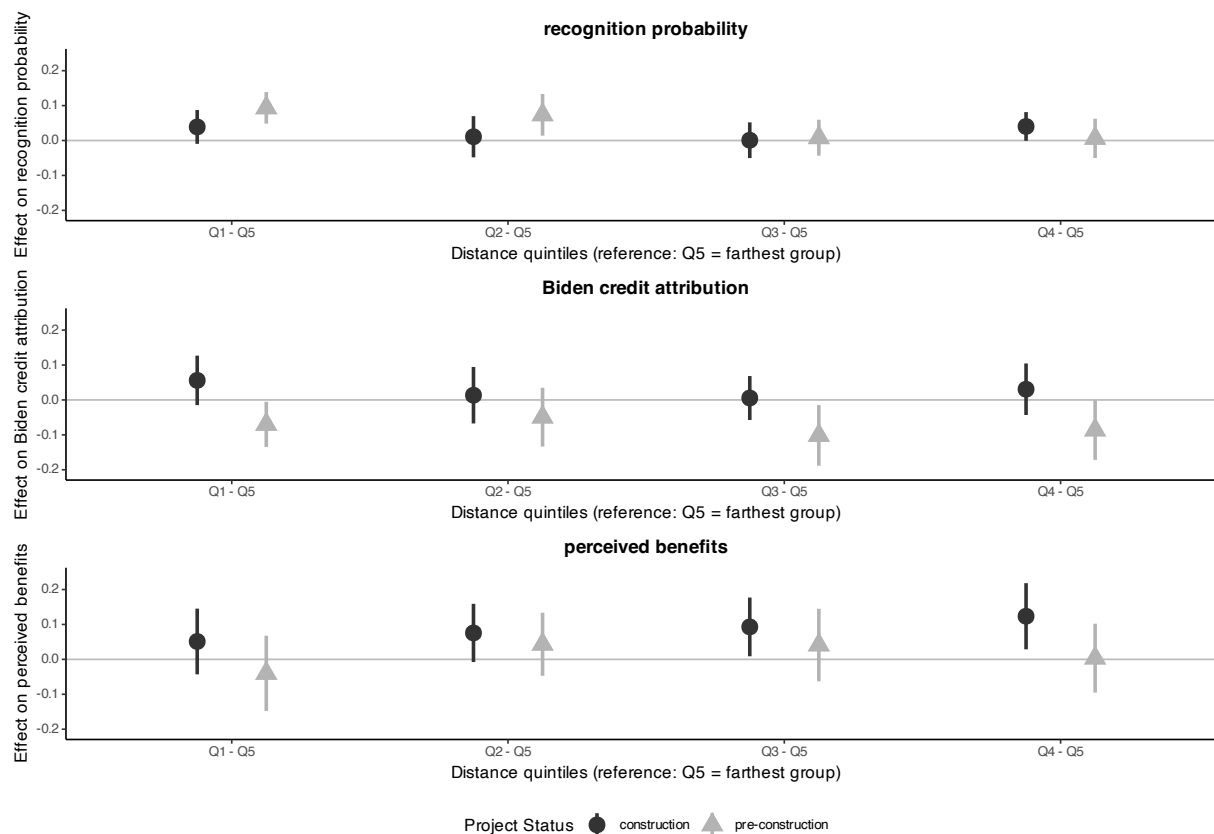 recognition probability
Effect on recognition probability
0.2
0.1
0.0
-0.1
-0.2
Q1 - Q5
Q2 - Q5
Q3 - Q5
Q4 - Q5
Distance quintiles (reference: Q5 = farthest group)
Biden credit attribution
Effect on Biden credit attribution
0.2
0.1
0.0
-0.1
-0.2
Q1 - Q5
Q2 - Q5
Q3 - Q5
Q4 - Q5
Distance quintiles (reference: Q5 = farthest group)
perceived benefits
Effect on perceived benefits
0.2
0.1
0.0
-0.1
-0.2
Q1 - Q5
Q2 - Q5
Q3 - Q5
Q4 - Q5
Distance quintiles (reference: Q5 = farthest group)
Project Status construction pre-construction